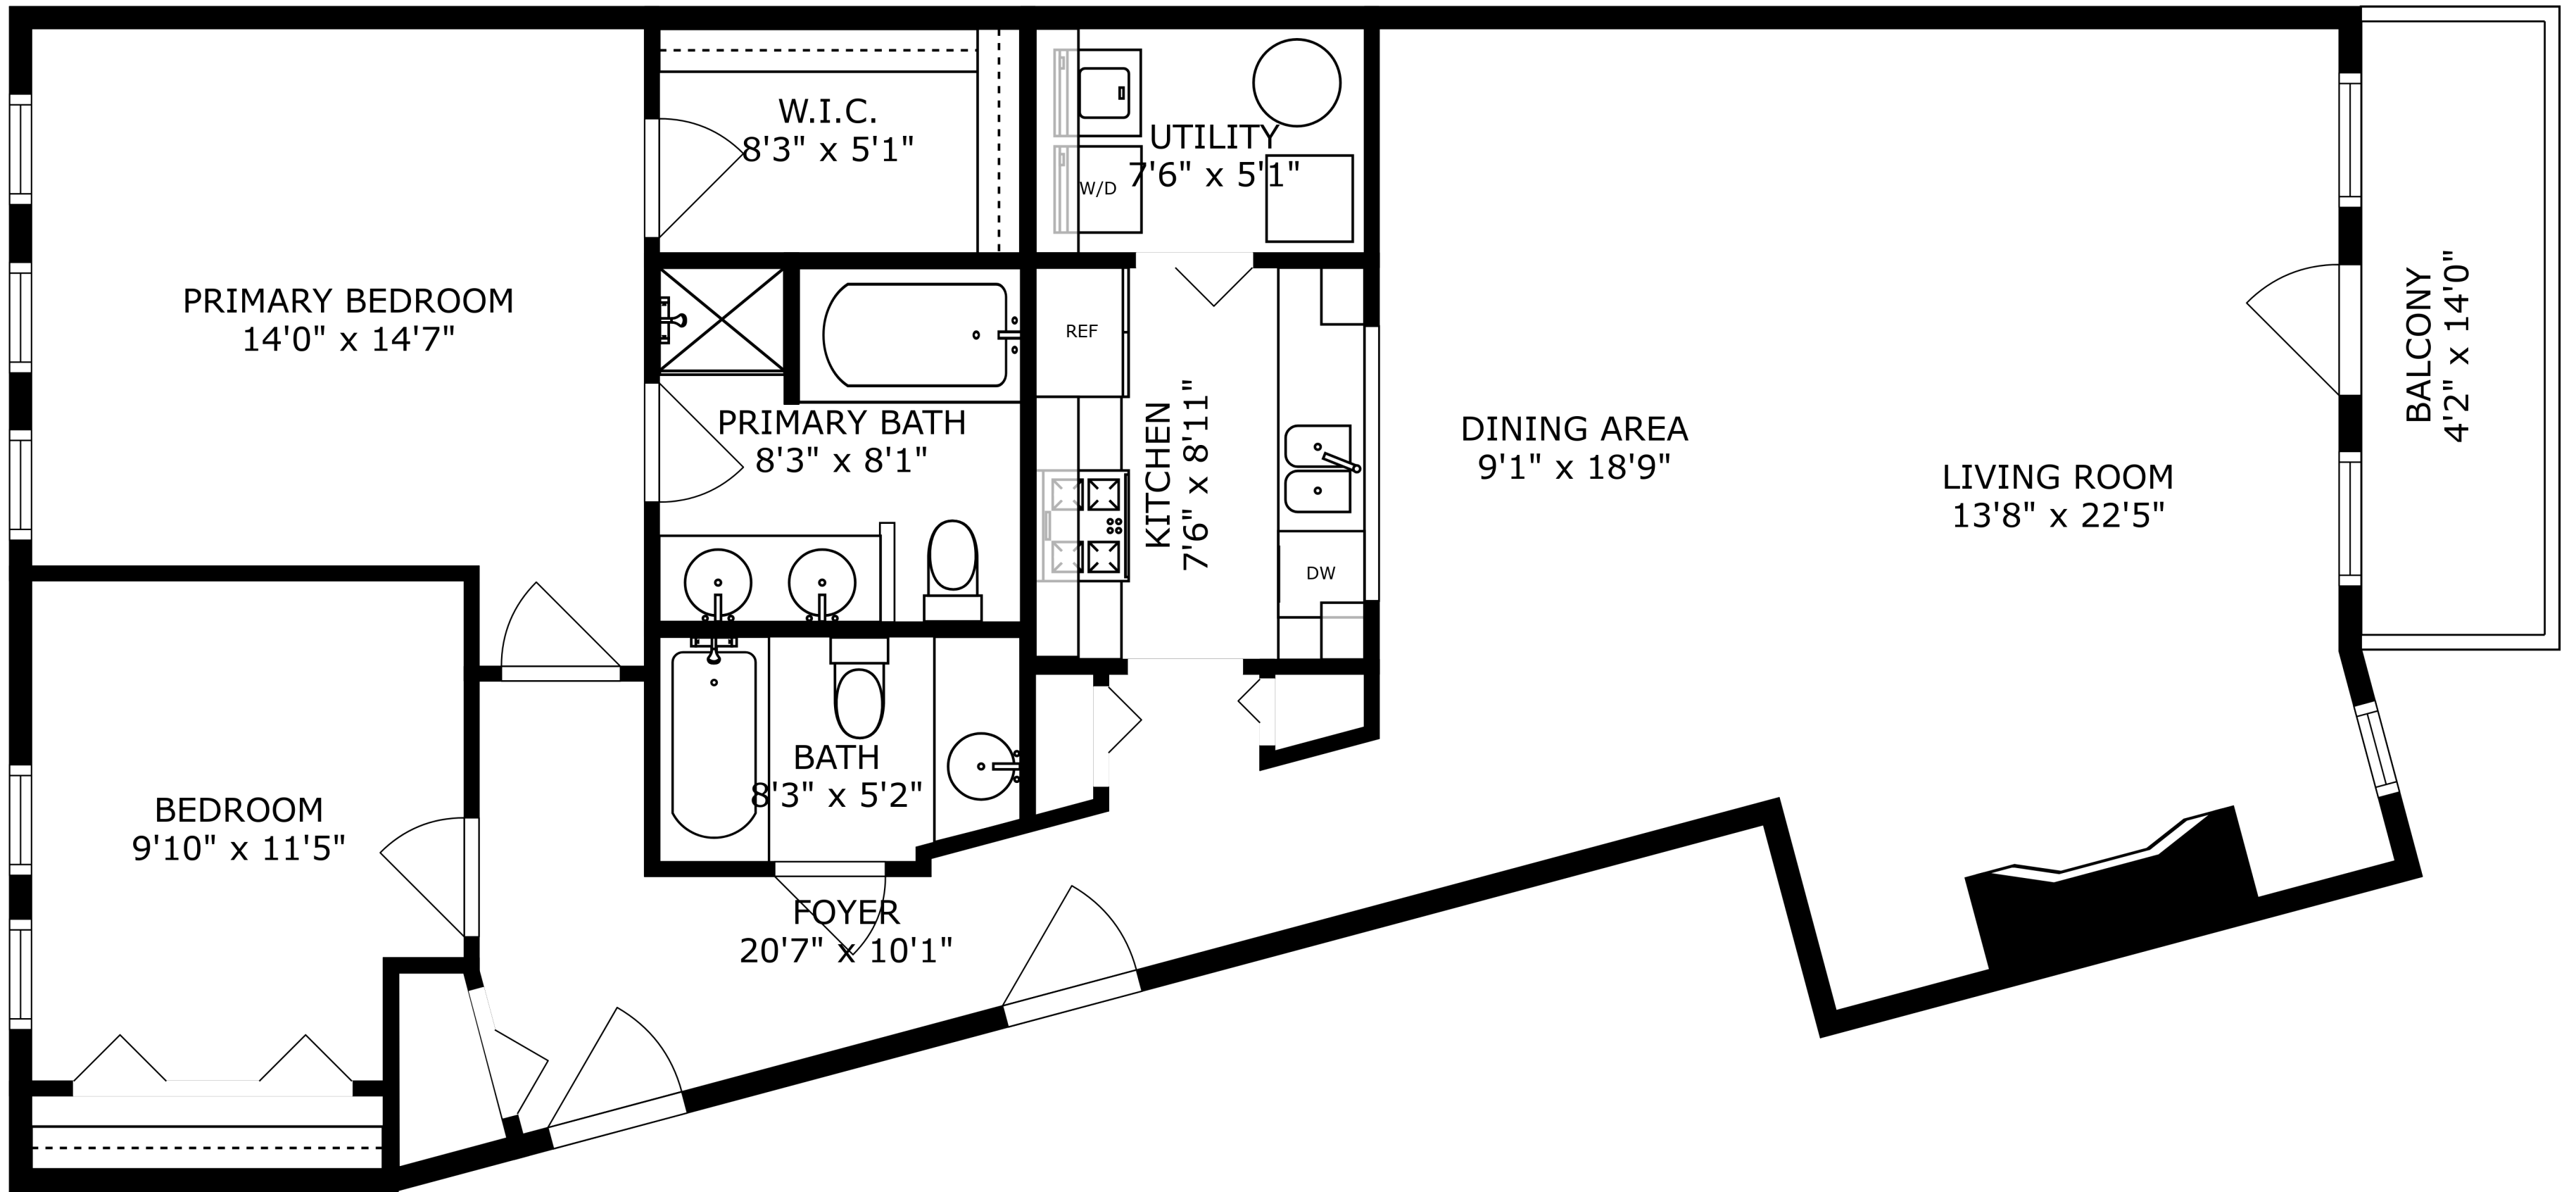 W.I.C.
8'3" x 5'1"
UTILITY
7'6" x 5'1"
W/D
PRIMARY BEDROOM
14'0" x 14'7"
REF
PRIMARY BATH
8'3" x 8'1"
KITCHEN
7'6" x 8'11"
DW
DINING AREA
9'1" x 18'9"
LIVING ROOM
13'8" x 22'5"
BALCONY
4'2" x 14'0"
BEDROOM
9'10" x 11'5"
BATH
8'3" x 5'2"
FOYER
20'7" x 10'1"